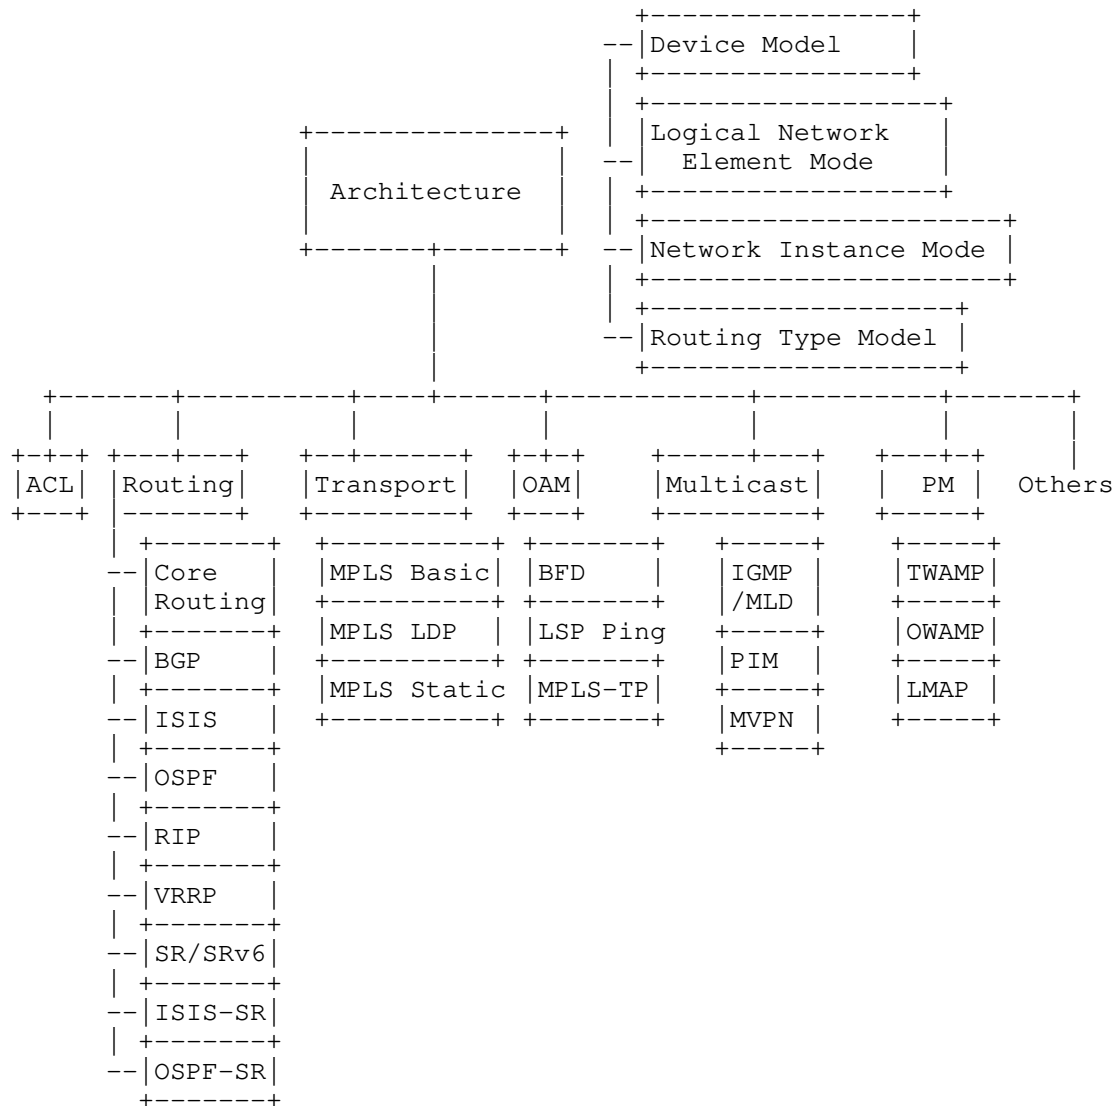 Device Model
Logical Network
Element Mode
Architecture
Network Instance Mode
Routing Type Model
ACL Routing Transport OAM Multicast PM Others
Core MPLS Basic BFD IGMP TWAMP
Routing /MLD
MPLS LDP LSP Ping OWAMP
BGP PIM
MPLS Static MPLS-TP LMAP
ISIS MVPN
OSPF
RIP
VRRP
SR/SRv6
ISIS-SR
OSPF-SR